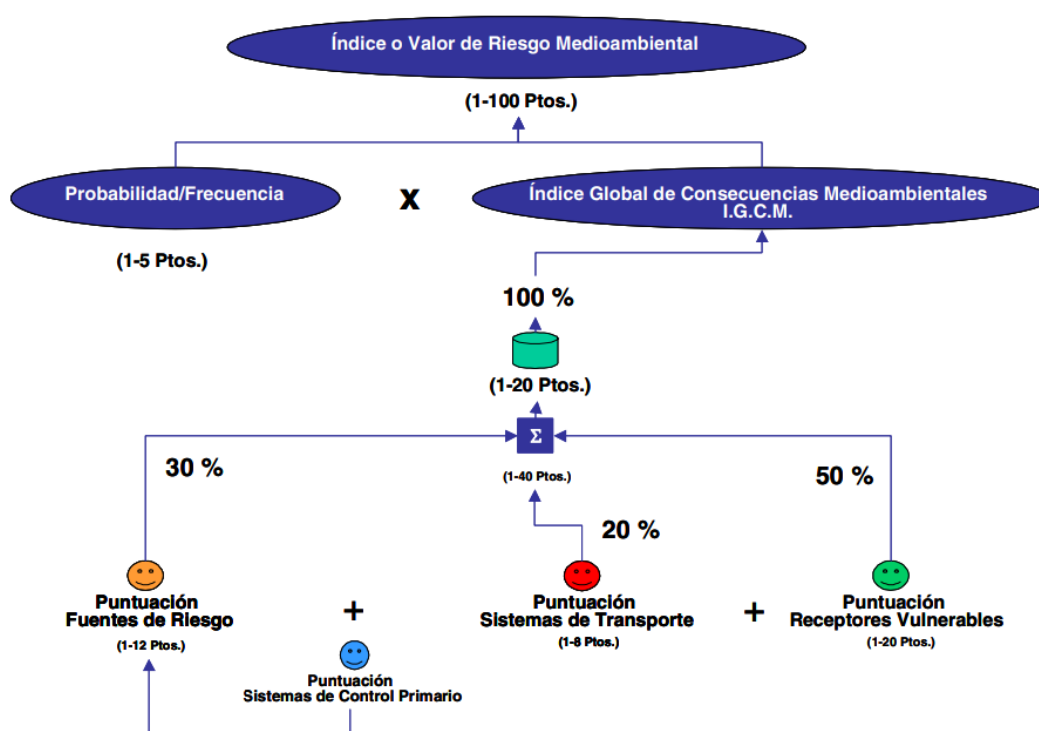 Índice o Valor de Riesgo Medioambiental
(1-100 Ptos.)
Probabilidad/Frecuencia
X
Índice Global de Consecuencias Medioambientales
I.G.C.M.
(1-5 Ptos.)
100 %
(1-20 Ptos.)
Σ
30 %
(1-40 Ptos.)
50 %
20 %
Puntuación
Fuentes de Riesgo
(1-12 Ptos.)
+
Puntuación
Sistemas de Transporte
(1-8 Ptos.)
+
Puntuación
Receptores Vulnerables
(1-20 Ptos.)
Puntuación
Sistemas de Control Primario